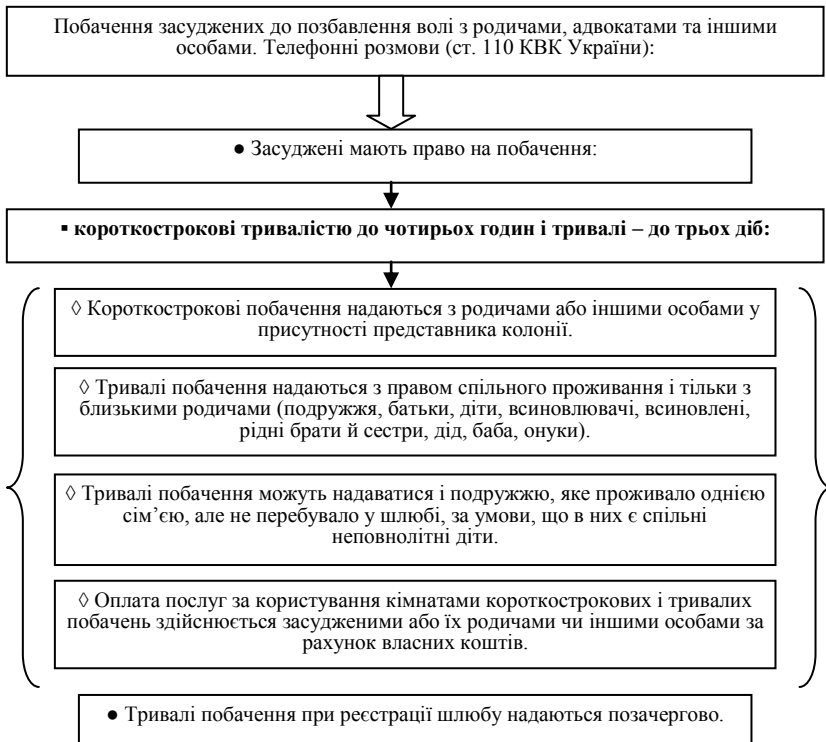 Побачення засуджених до позбавлення волі з родичами, адвокатами та іншими
особами. Телефонні розмови (ст. 110 КВК України):
● Засуджені мають право на побачення:
▪ короткострокові тривалістю до чотирьох годин і тривалі – до трьох діб:
◊ Короткострокові побачення надаються з родичами або іншими особами у
присутності представника колонії.
◊ Тривалі побачення надаються з правом спільного проживання і тільки з
близькими родичами (подружжя, батьки, діти, всиновлювачі, всиновлені,
рідні брати й сестри, дід, баба, онуки).
◊ Тривалі побачення можуть надаватися і подружжю, яке проживало однією
сім’єю, але не перебувало у шлюбі, за умови, що в них є спільні
неповнолітні діти.
◊ Оплата послуг за користування кімнатами короткострокових і тривалих
побачень здійснюється засудженими або їх родичами чи іншими особами за
рахунок власних коштів.
● Тривалі побачення при реєстрації шлюбу надаються позачергово.